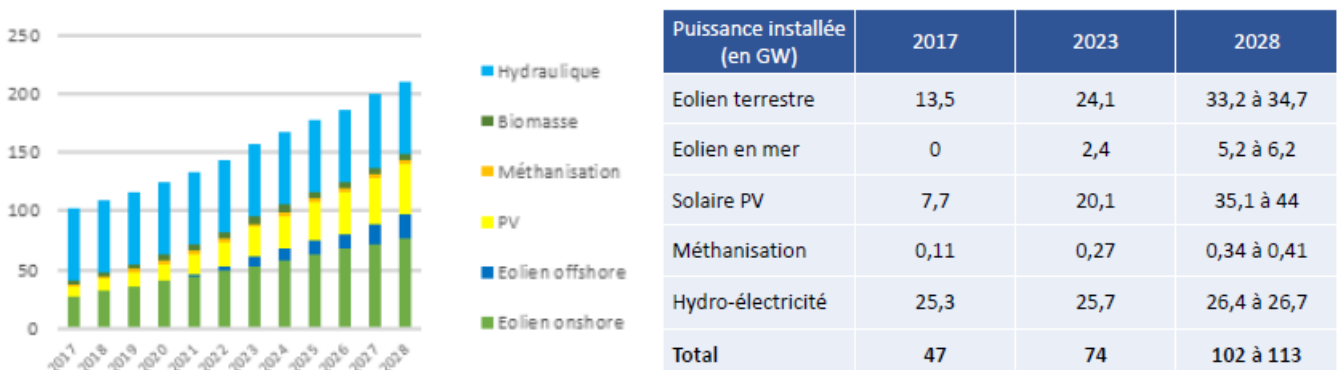 250
200
150
100
50
0
2017 2018 2019 2020 2021 2022 2023 2024 2025 2026 2027 2028
Hydraulique
Biomasse
Méthanisation
PV
Eolien offshore
Eolien onshore
Puissance installée (en GW) 2017 2023 2028
Eolien terrestre 13,5 24,1 33,2 à 34,7
Eolien en mer 0 2,4 5,2 à 6,2
Solaire PV 7,7 20,1 35,1 à 44
Méthanisation 0,11 0,27 0,34 à 0,41
Hydro-électricité 25,3 25,7 26,4 à 26,7
Total 47 74 102 à 113